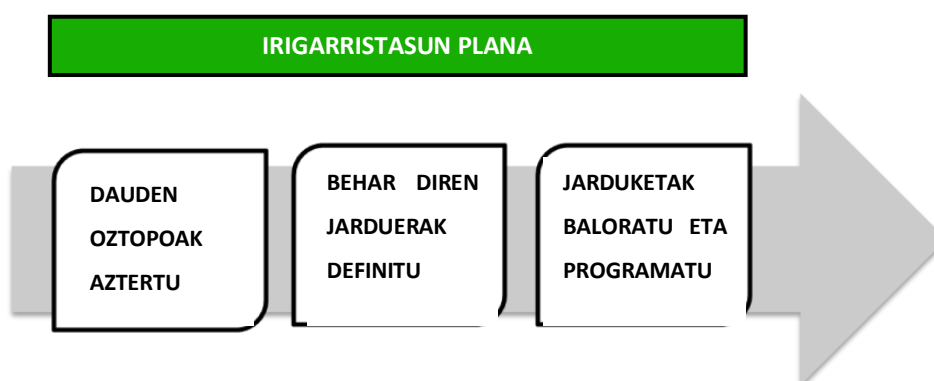 IRIGARRISTASUN PLANA
DAUDEN
OZTOPOAK
AZTERTU
BEHAR DIREN
JARDUERAK
DEFINITU
JARDUKETAK
BALORATU ETA
PROGRAMATU